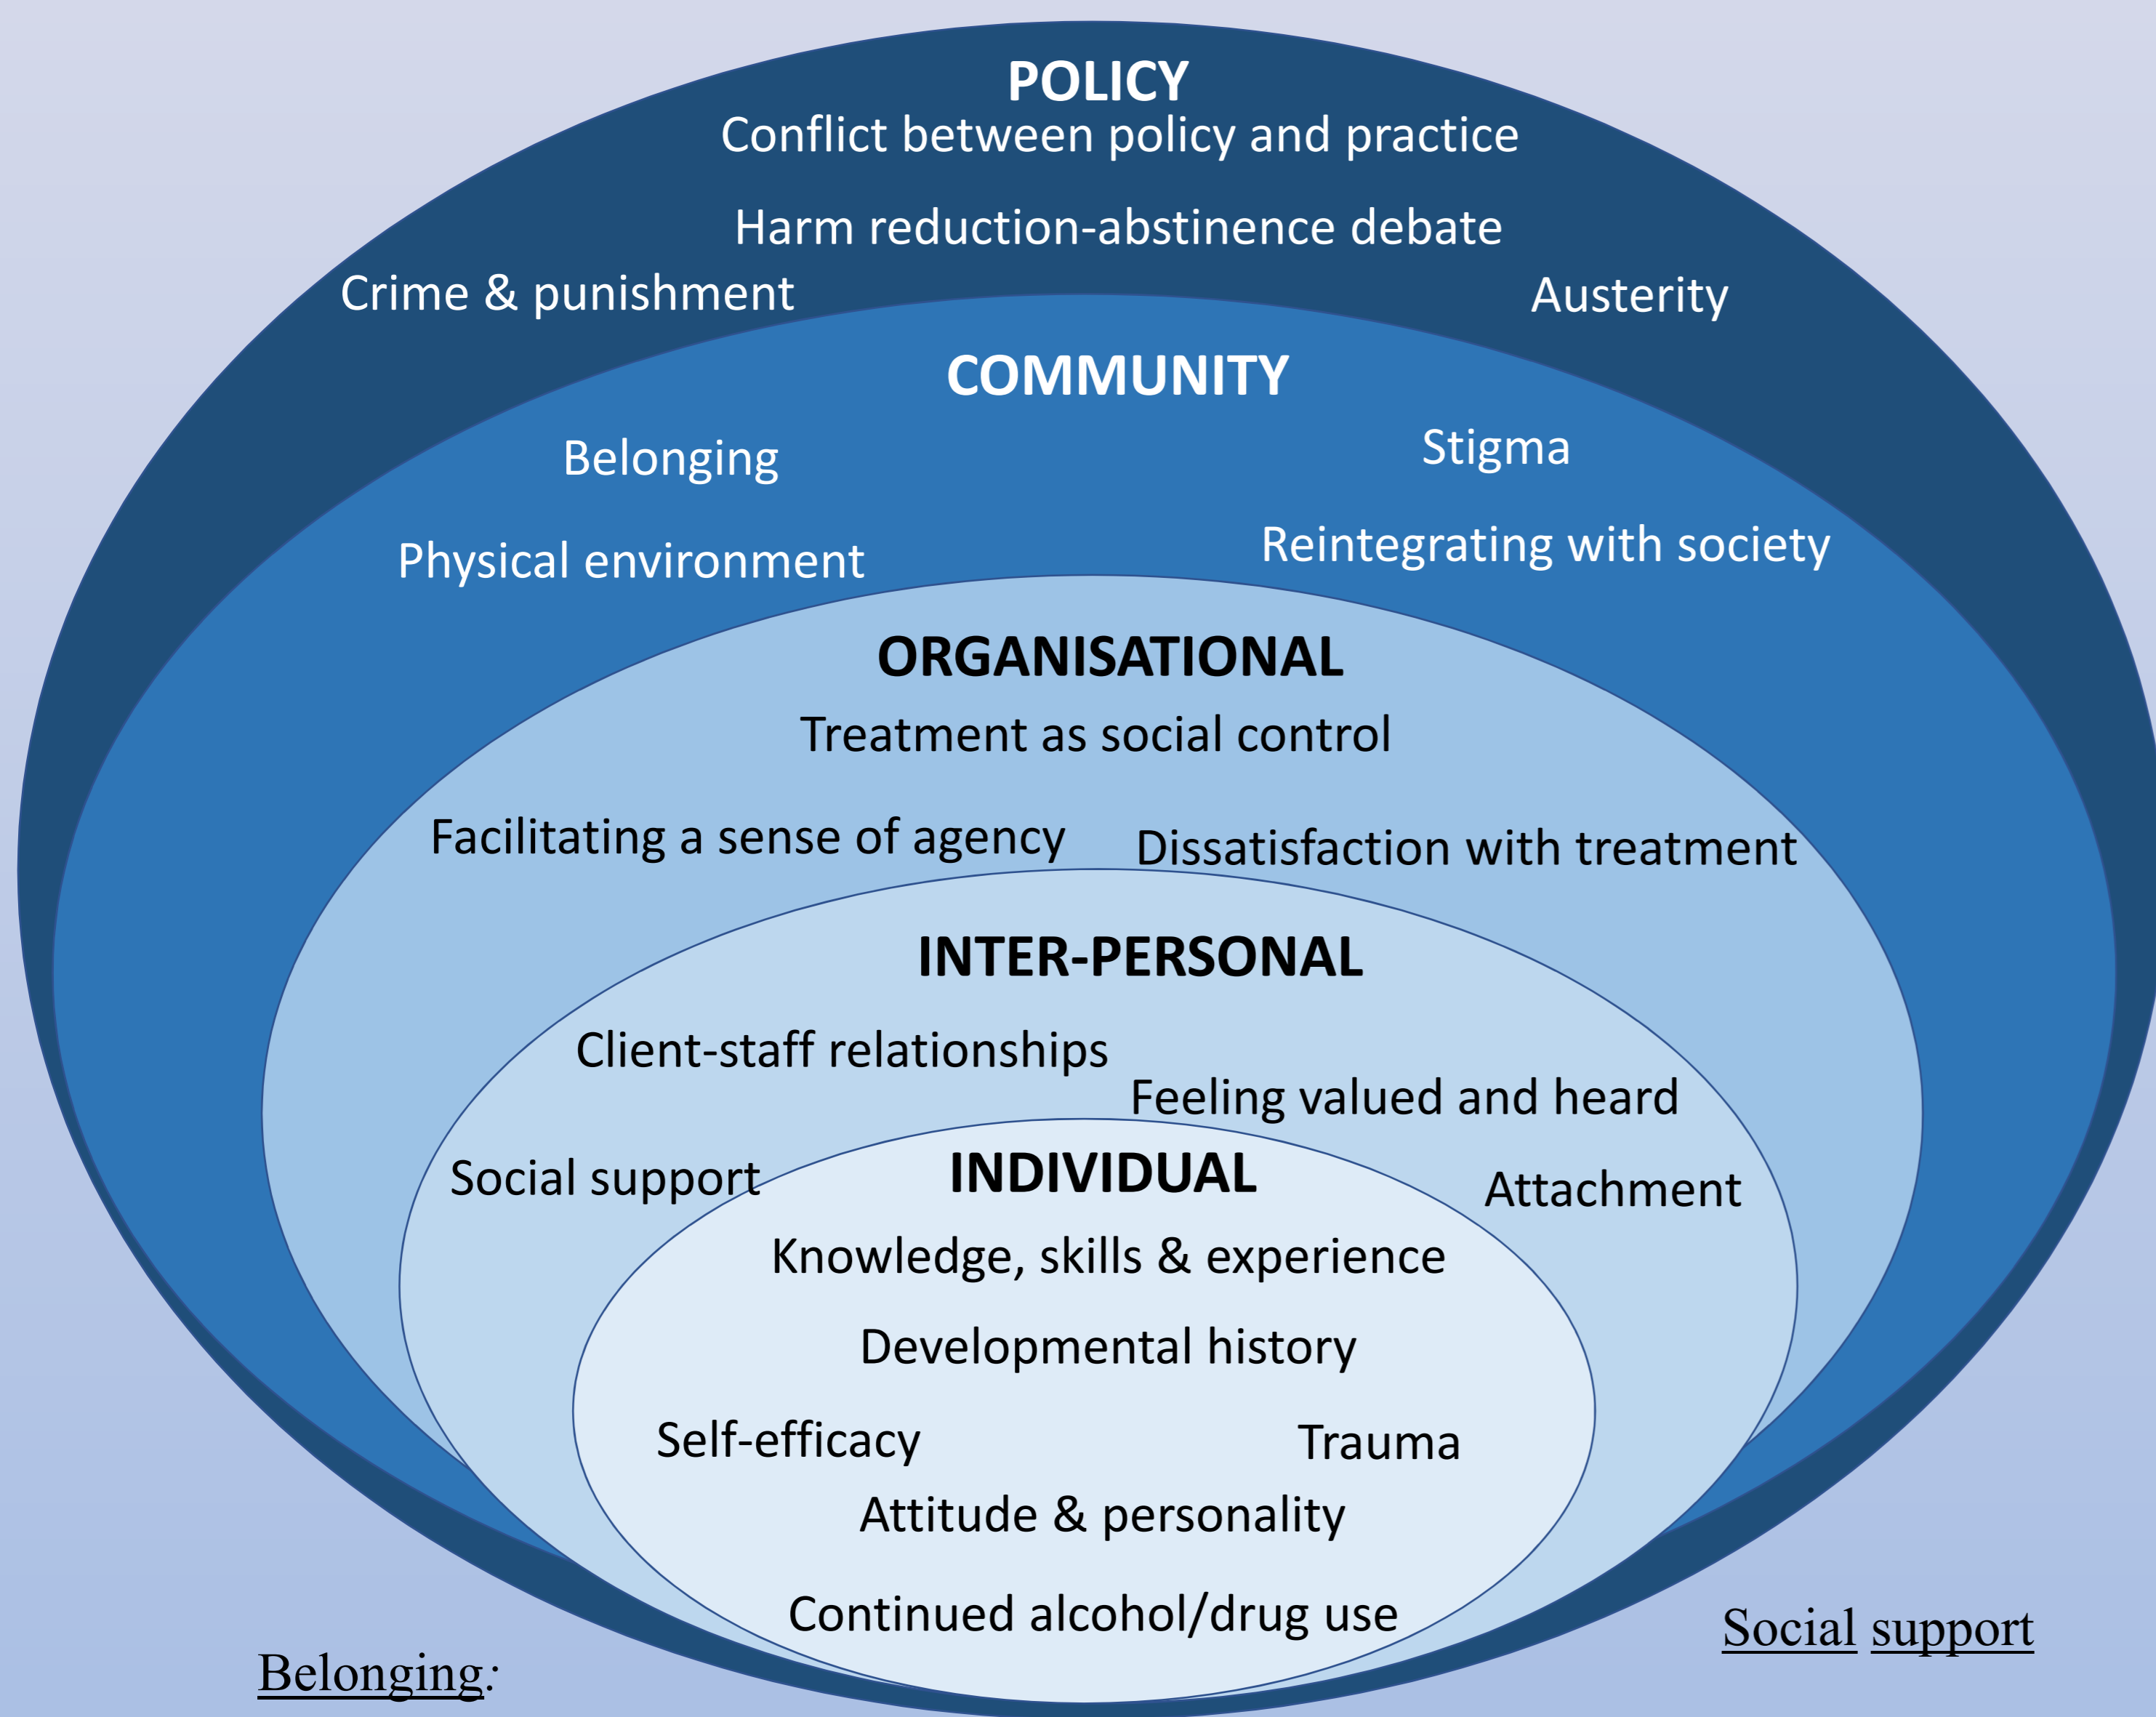 POLICY
Conflict between policy and practice
Harm reduction-abstinence debate
Crime & punishment
Austerity
COMMUNITY
Belonging
Stigma
Physical environment
Reintegrating with society
ORGANISATIONAL
Treatment as social control
Facilitating a sense of agency
Dissatisfaction with treatment
INTER-PERSONAL
Client-staff relationships
Feeling valued and heard
Social support
Attachment
INDIVIDUAL
Knowledge, skills & experience
Developmental history
Self-efficacy
Trauma
Attitude & personality
Continued alcohol/drug use
Social support
Belonging: